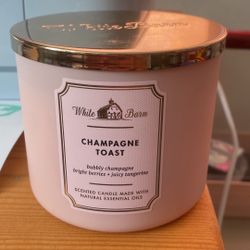 White Barn
CHAMPAGNE
TOAST
bubbly champagne
bright berries • juicy tangerine
SCENTED CANDLE MADE WITH
NATURAL ESSENTIAL OILS